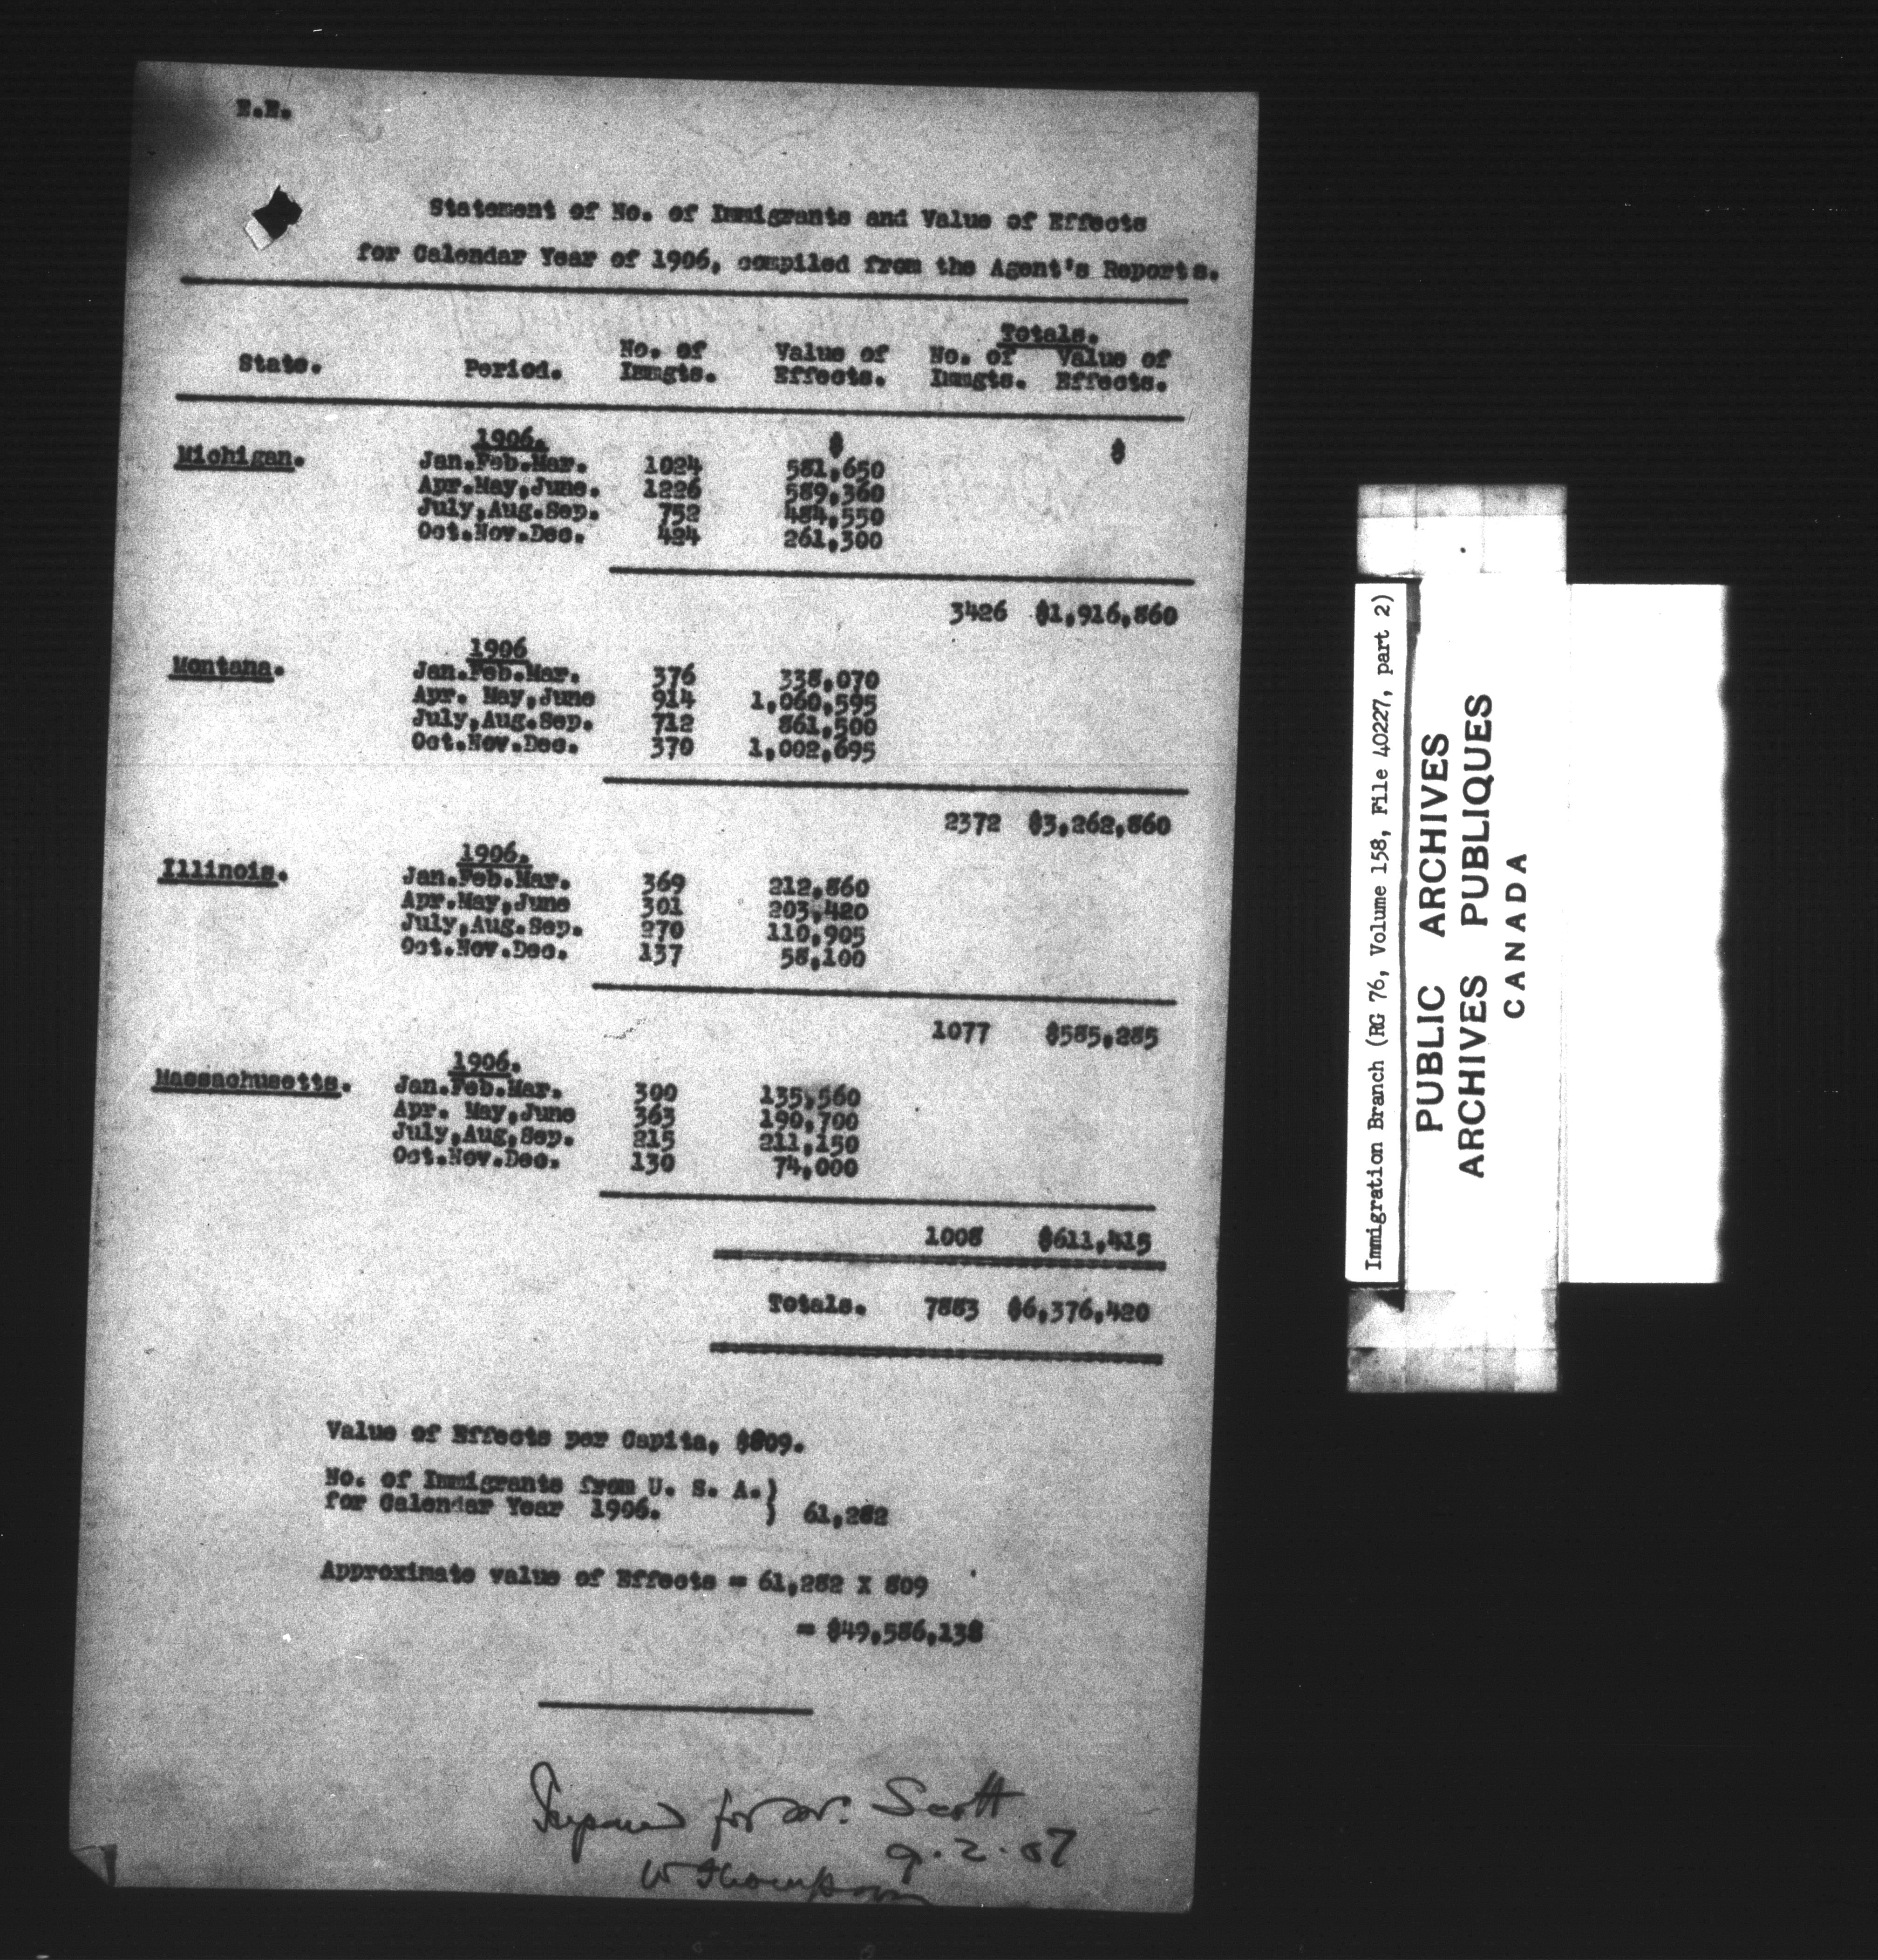 E.E.
Statement of No. of Immigrants and Value of Effects
for Calendar Year of 1906, compiled from the Agent's Reports.
Totals.
State. Period. No. of Immgts. Value of Effects. No. of Immgts. Value of Effects.
1906. $ $
Michigan. Jan.Feb.Mar. 1024 581,650
Apr.May,June. 1226 589,360
July,Aug.Sep. 752 484,550
Oct.Nov.Dec. 424 261,300
3426 $1,916,860
1906
Montana. Jan.Feb.Mar. 376 338,070
Apr. May,June 914 1,060,595
July,Aug.Sep. 712 861,500
Oct.Nov.Dec. 370 1,002,695
2372 $3,262,860
1906.
Illinois. Jan.Feb.Mar. 369 212,860
Apr.May,June 301 203,420
July,Aug.Sep. 270 110,905
Oct.Nov.Dec. 137 58,100
1077 $585,285
1906.
Massachusetts. Jan.Feb.Mar. 300 135,560
Apr. May,June 363 190,700
July,Aug,Sep. 215 211,150
Oct.Nov.Dec. 130 74,000
1008 $611,415
Totals. 7883 $6,376,420
Value of Effects per Capita, $809.
No. of Immigrants from U. S. A.)
for Calendar Year 1906. ) 61,282
Approximate value of Effects = 61,282 X 809
= $49,586,138
Prepared for Mr. Scott
9.2.07
W Thompson
Immigration Branch (RG 76, Volume 158, File 40227, part 2)
PUBLIC ARCHIVES
ARCHIVES PUBLIQUES
CANADA